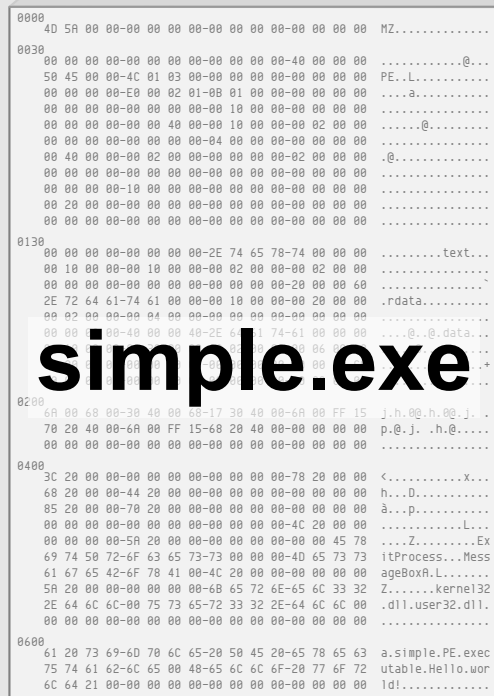 0000
4D 5A 00 00-00 00 00 00-00 00 00 00-00 00 00 00 MZ..............
0030
00 00 00 00-00 00 00 00-00 00 00 00-40 00 00 00 ............@...
50 45 00 00-4C 01 03 00-00 00 00 00-00 00 00 00 PE..L...........
00 00 00 00-E0 00 02 01-0B 01 00 00-00 00 00 00 ....a...........
00 00 00 00-00 00 00 00-00 10 00 00-00 00 00 00 ................
00 00 00 00-00 00 40 00-00 10 00 00-00 02 00 00 ......@.........
00 00 00 00-00 00 00 00-04 00 00 00-00 00 00 00 ................
00 40 00 00-00 02 00 00-00 00 00 00-02 00 00 00 .@..............
00 00 00 00-00 00 00 00-00 00 00 00-00 00 00 00 ................
00 00 00 00-10 00 00 00-00 00 00 00-00 00 00 00 ................
00 20 00 00-00 00 00 00-00 00 00 00-00 00 00 00 ................
00 00 00 00-00 00 00 00-00 00 00 00-00 00 00 00 ................
0130
00 00 00 00-00 00 00 00-2E 74 65 78-74 00 00 00 .........text...
00 10 00 00-00 10 00 00-00 02 00 00-00 02 00 00 ................
00 00 00 00-00 00 00 00-00 00 00 00-20 00 00 60 ...............`
2E 72 64 61-74 61 00 00-00 10 00 00-00 20 00 00 .rdata..........
simple.exe
0200
6A 00 68 00-30 40 00 68-17 30 40 00-6A 00 FF 15 j.h.0@.h.0@.j. .
70 20 40 00-6A 00 FF 15-68 20 40 00-00 00 00 00 p.@.j. .h.@.....
00 00 00 00-00 00 00 00-00 00 00 00-00 00 00 00 ................
0400
3C 20 00 00-00 00 00 00-00 00 00 00-78 20 00 00 <...........x...
68 20 00 00-44 20 00 00-00 00 00 00-00 00 00 00 h...D...........
85 20 00 00-70 20 00 00-00 00 00 00-00 00 00 00 à...p...........
00 00 00 00-00 00 00 00-00 00 00 00-4C 20 00 00 ............L...
00 00 00 00-5A 20 00 00-00 00 00 00-00 00 45 78 ....Z.........Ex
69 74 50 72-6F 63 65 73-73 00 00 00-4D 65 73 73 itProcess...Mess
61 67 65 42-6F 78 41 00-4C 20 00 00-00 00 00 00 ageBoxA.L.......
5A 20 00 00-00 00 00 00-6B 65 72 6E-65 6C 33 32 Z.......kernel32
2E 64 6C 6C-00 75 73 65-72 33 32 2E-64 6C 6C 00 .dll.user32.dll.
00 00 00 00-00 00 00 00-00 00 00 00-00 00 00 00 ................
0600
61 20 73 69-6D 70 6C 65-20 50 45 20-65 78 65 63 a.simple.PE.exec
75 74 61 62-6C 65 00 48-65 6C 6C 6F-20 77 6F 72 utable.Hello.wor
6C 64 21 00-00 00 00 00-00 00 00 00-00 00 00 00 ld!.............